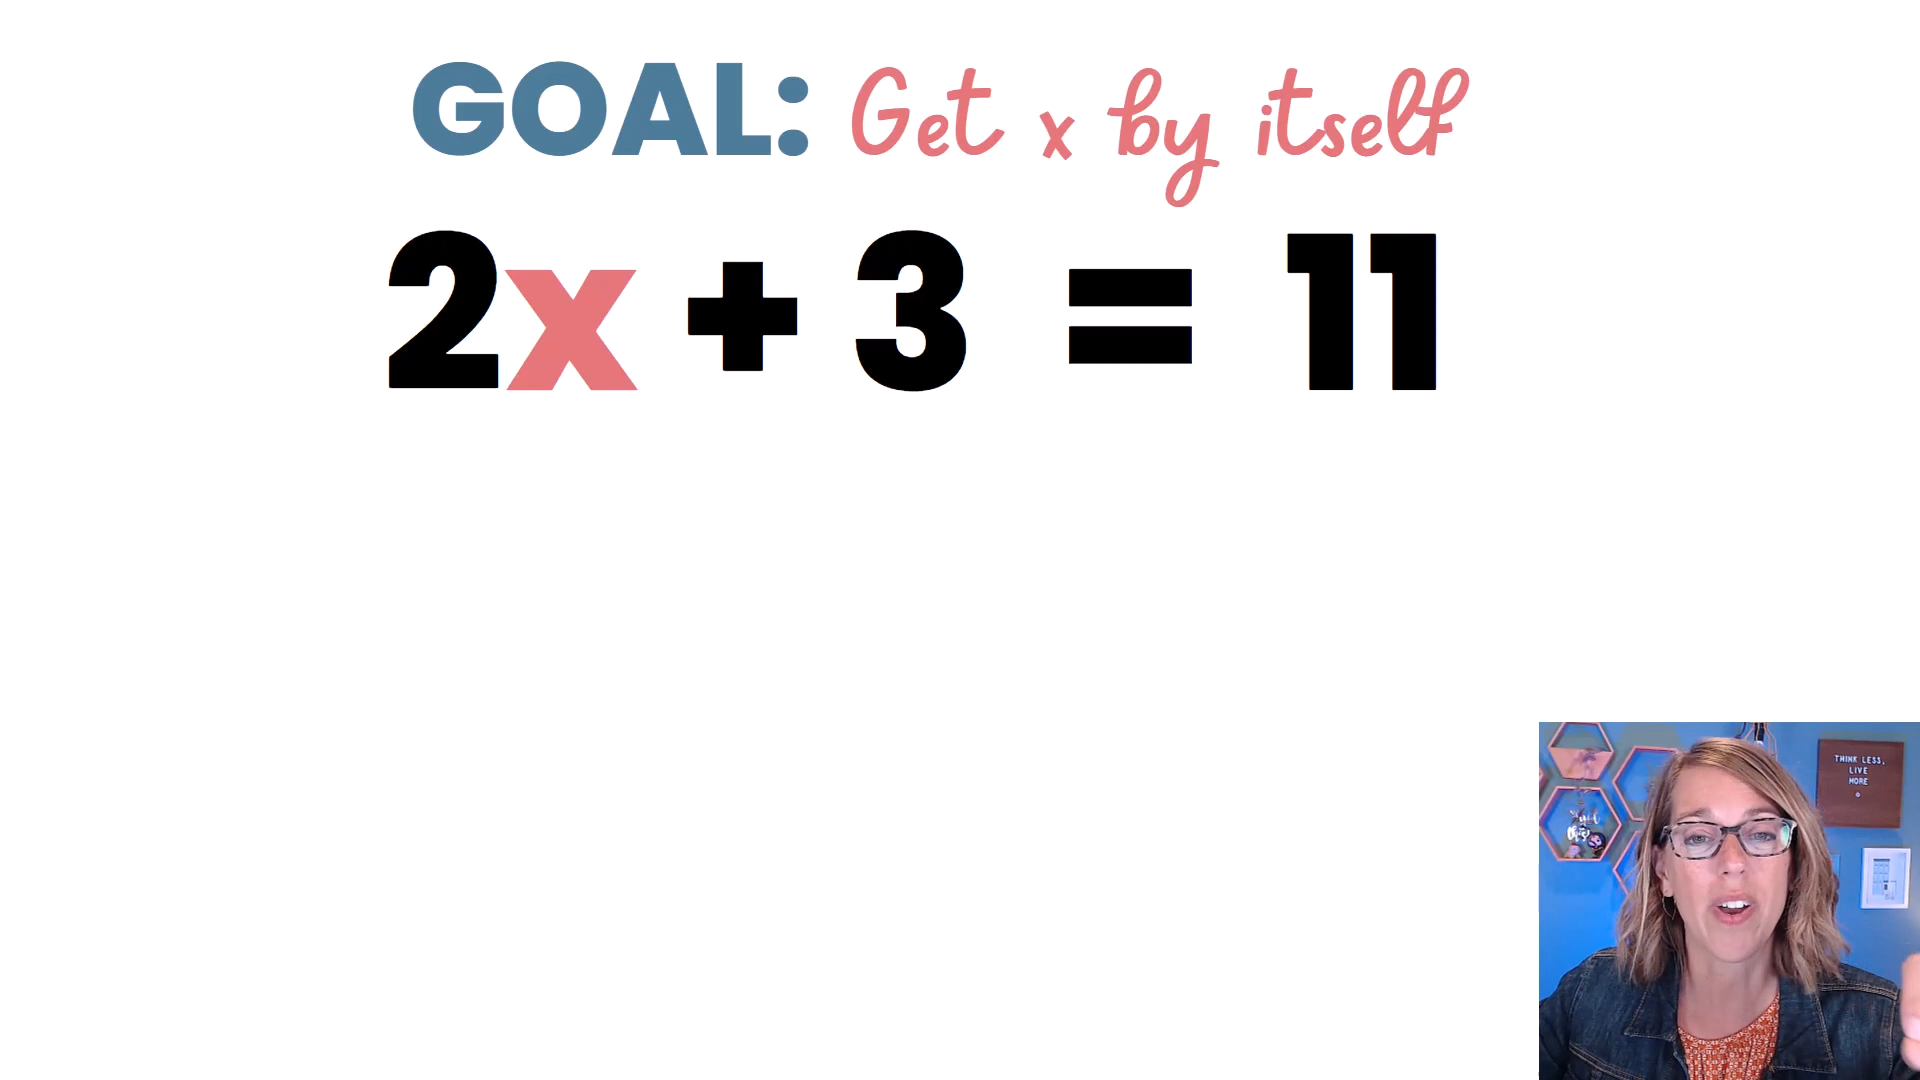 GOAL: Get x by itself
2x + 3 = 11
THINK LESS,
LIVE
MORE